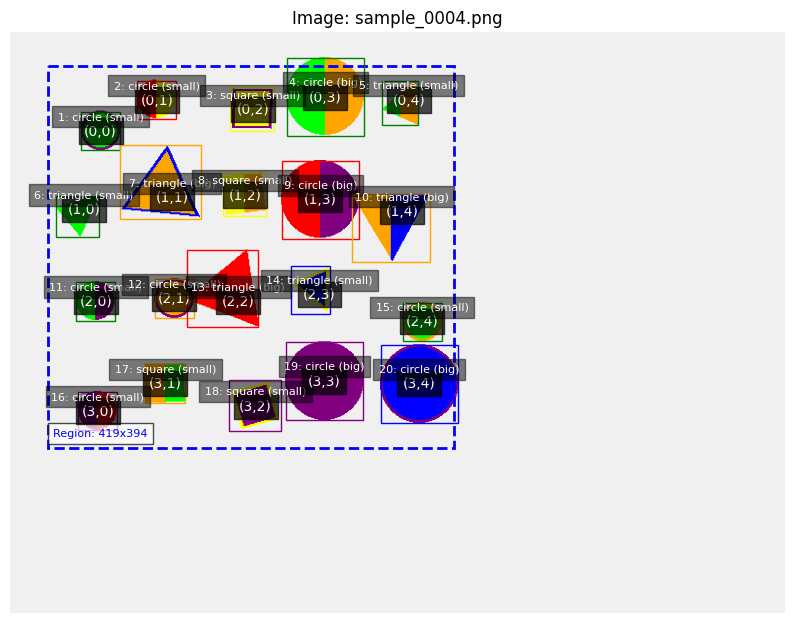 Image: sample_0004.png
1: circle (small)
(0,0)
2: circle (small)
(0,1)
3: square (small)
(0,2)
4: circle (big)
(0,3)
5: triangle (small)
(0,4)
6: triangle (small)
(1,0)
7: triangle (big)
(1,1)
8: square (small)
(1,2)
9: circle (big)
(1,3)
10: triangle (big)
(1,4)
11: circle (small)
(2,0)
12: circle (small)
(2,1)
13: triangle (big)
(2,2)
14: triangle (small)
(2,3)
15: circle (small)
(2,4)
16: circle (small)
(3,0)
17: square (small)
(3,1)
18: square (small)
(3,2)
19: circle (big)
(3,3)
20: circle (big)
(3,4)
Region: 419x394